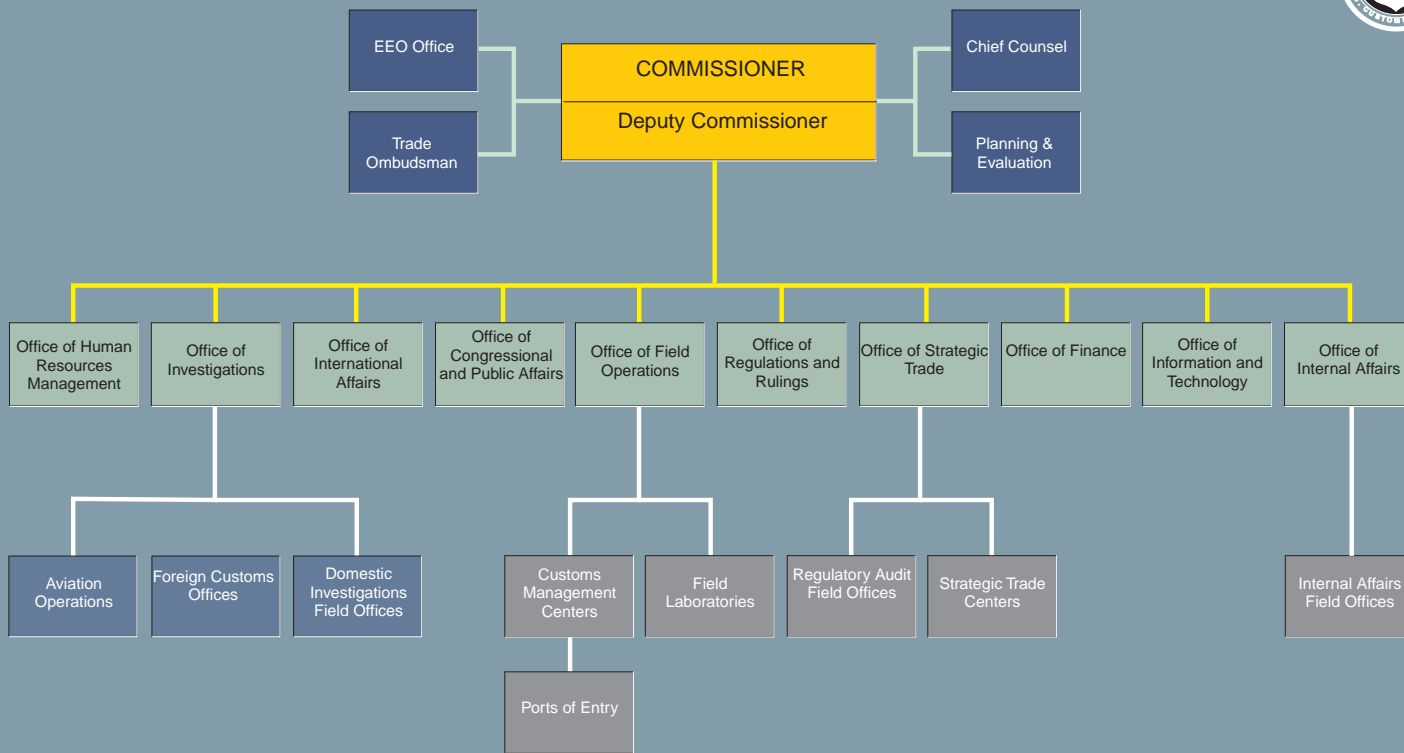 EEO Office
COMMISSIONER
Deputy Commissioner
Chief Counsel
Trade
Ombudsman
Planning &
Evaluation
Office of Human
Resources
Management
Office of
Investigations
Office of
International
Affairs
Office of
Congressional
and Public Affairs
Office of Field
Operations
Office of
Regulations and
Rulings
Office of Strategic
Trade
Office of Finance
Office of
Information and
Technology
Office of
Internal Affairs
Aviation
Operations
Foreign Customs
Offices
Domestic
Investigations
Field Offices
Customs
Management
Centers
Field
Laboratories
Regulatory Audit
Field Offices
Strategic Trade
Centers
Internal Affairs
Field Offices
Ports of Entry